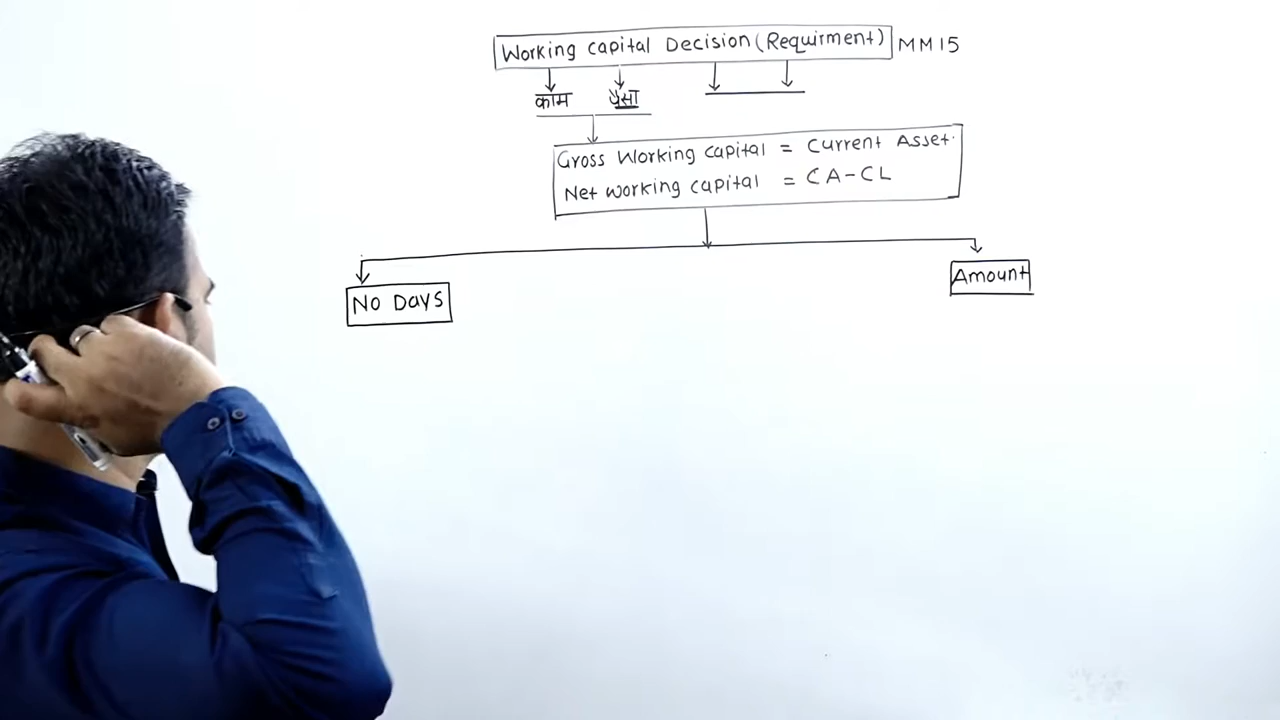 Working Capital Decision (Requirment) MM15
काम पैसा
Gross Working Capital = Current Asset.
Net working capital = CA-CL
No Days
Amount